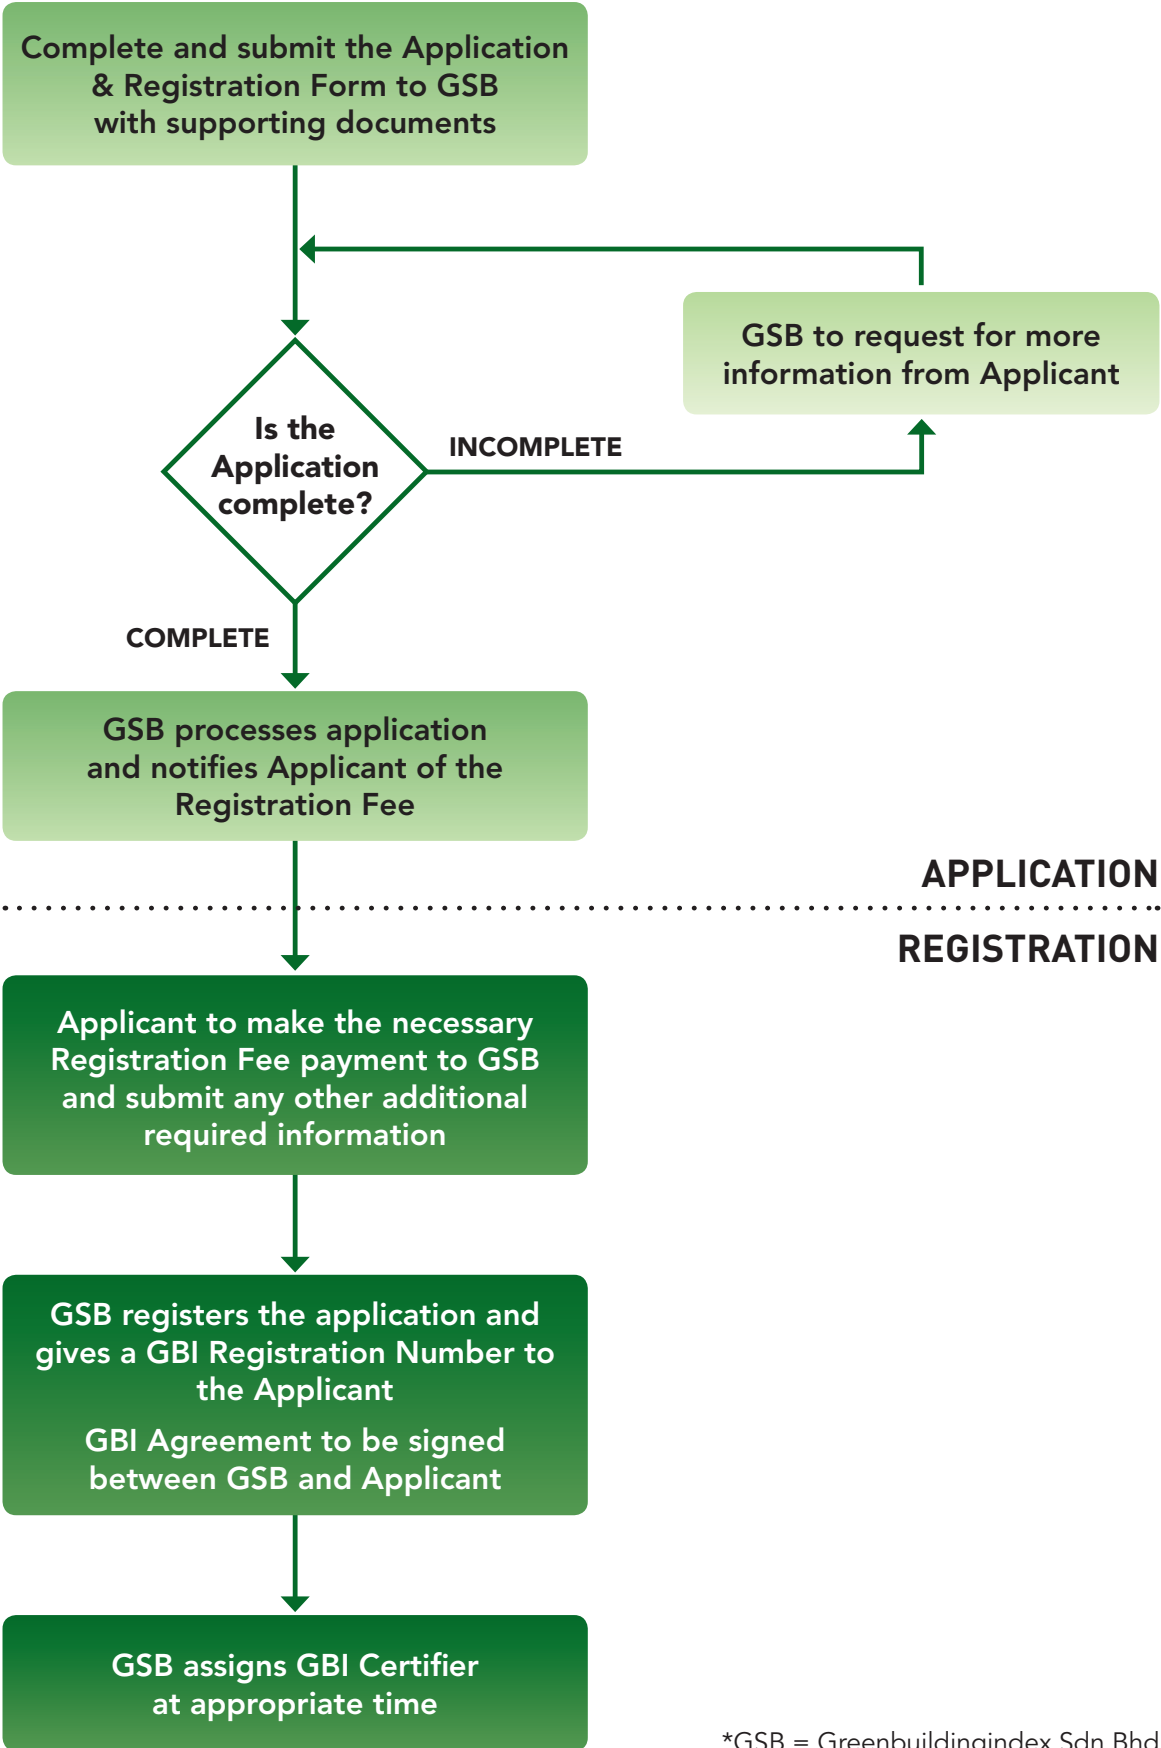 Complete and submit the Application
& Registration Form to GSB
with supporting documents
GSB to request for more
information from Applicant
Is the
Application
complete?
INCOMPLETE
COMPLETE
GSB processes application
and notifies Applicant of the
Registration Fee
APPLICATION
REGISTRATION
Applicant to make the necessary
Registration Fee payment to GSB
and submit any other additional
required information
GSB registers the application and
gives a GBI Registration Number to
the Applicant
GBI Agreement to be signed
between GSB and Applicant
GSB assigns GBI Certifier
at appropriate time
*GSB = Greenbuildingindex Sdn Bhd